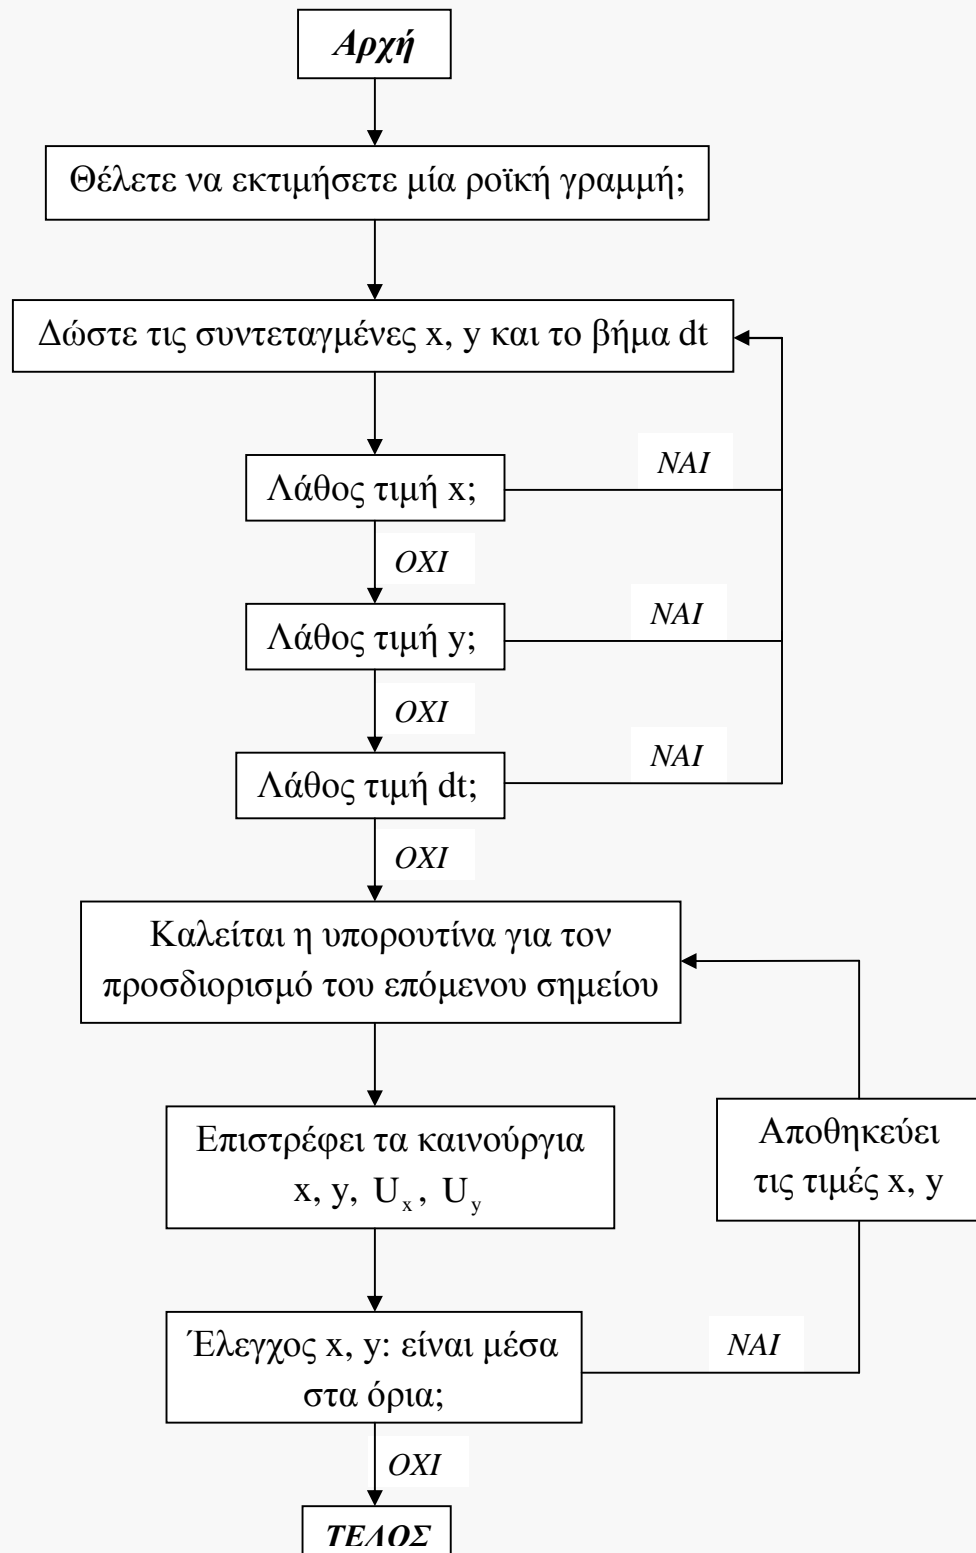 Αρχή
Θέλετε να εκτιμήσετε μία ροϊκή γραμμή;
Δώστε τις συντεταγμένες x, y και το βήμα dt
Λάθος τιμή x;
ΝΑΙ
ΟΧΙ
Λάθος τιμή y;
ΝΑΙ
ΟΧΙ
Λάθος τιμή dt;
ΝΑΙ
ΟΧΙ
Καλείται η υπορουτίνα για τον
προσδιορισμό του επόμενου σημείου
Επιστρέφει τα καινούργια
x, y, U_x, U_y
Αποθηκεύει
τις τιμές x, y
Έλεγχος x, y: είναι μέσα
στα όρια;
ΝΑΙ
ΟΧΙ
ΤΕΛΟΣ